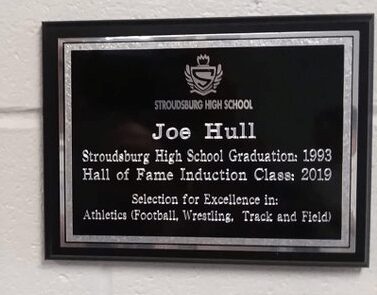 S
STROUDSBURG HIGH SCHOOL
Joe Hull
Stroudsburg High School Graduation: 1993
Hall of Fame Induction Class: 2019
Selection for Excellence in:
Athletics (Football, Wrestling, Track and Field)